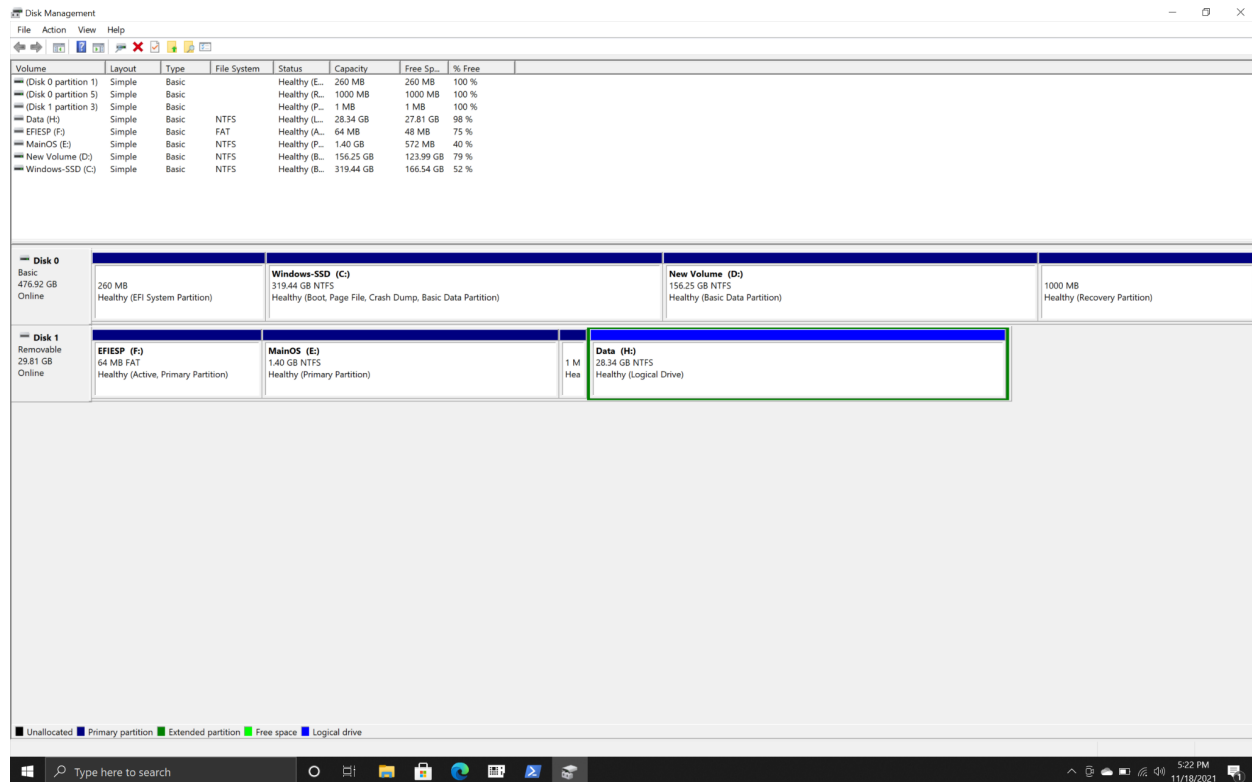 Disk Management
File Action View Help
Volume Layout Type File System Status Capacity Free Sp... % Free
(Disk 0 partition 1) Simple Basic Healthy (E... 260 MB 260 MB 100 %
(Disk 0 partition 5) Simple Basic Healthy (R... 1000 MB 1000 MB 100 %
(Disk 1 partition 3) Simple Basic Healthy (P... 1 MB 1 MB 100 %
Data (H:) Simple Basic NTFS Healthy (L... 28.34 GB 27.81 GB 98 %
EFIESP (F:) Simple Basic FAT Healthy (A... 64 MB 48 MB 75 %
MainOS (E:) Simple Basic NTFS Healthy (P... 1.40 GB 572 MB 40 %
New Volume (D:) Simple Basic NTFS Healthy (B... 156.25 GB 123.99 GB 79 %
Windows-SSD (C:) Simple Basic NTFS Healthy (B... 319.44 GB 166.54 GB 52 %
Disk 0
Basic
476.92 GB
Online
260 MB
Healthy (EFI System Partition)
Windows-SSD (C:)
319.44 GB NTFS
Healthy (Boot, Page File, Crash Dump, Basic Data Partition)
New Volume (D:)
156.25 GB NTFS
Healthy (Basic Data Partition)
1000 MB
Healthy (Recovery Partition)
Disk 1
Removable
29.81 GB
Online
EFIESP (F:)
64 MB FAT
Healthy (Active, Primary Partition)
MainOS (E:)
1.40 GB NTFS
Healthy (Primary Partition)
1 M
Hea
Data (H:)
28.34 GB NTFS
Healthy (Logical Drive)
Unallocated Primary partition Extended partition Free space Logical drive
Type here to search
5:22 PM
11/18/2021